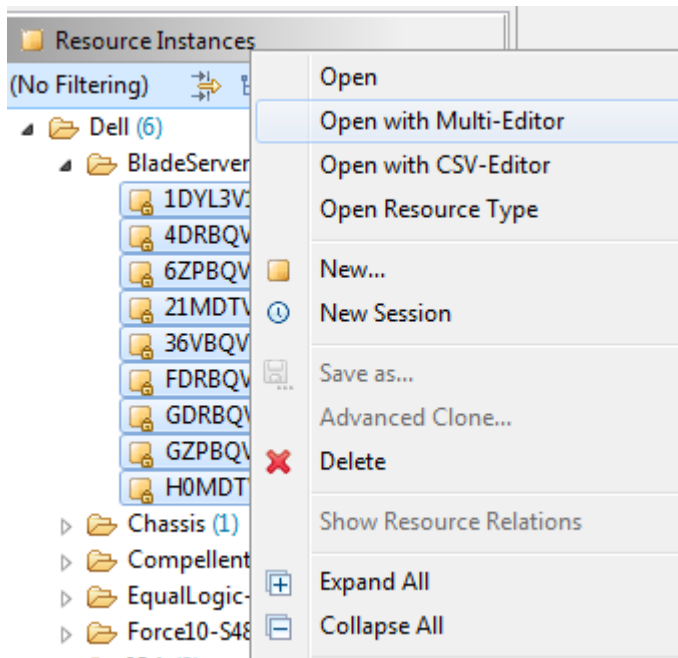 Resource Instances
(No Filtering)
Dell (6)
BladeServer
1DYL3V
4DRBQV
6ZPBQV
21MDTV
36VBQV
FDRBQV
GDRBQV
GZPBQV
H0MDT
Chassis (1)
Compellent
EqualLogic-
Force10-S48
Open
Open with Multi-Editor
Open with CSV-Editor
Open Resource Type
New...
New Session
Save as...
Advanced Clone...
Delete
Show Resource Relations
Expand All
Collapse All